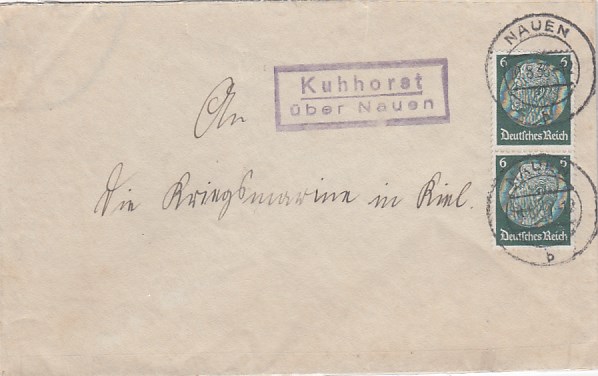 NAUEN
6 6
Kuhhorst
über Nauen
Deutsches Reich
An
6 6
Die Kriegsmarine in Kiel.
Deutsches Reich
b